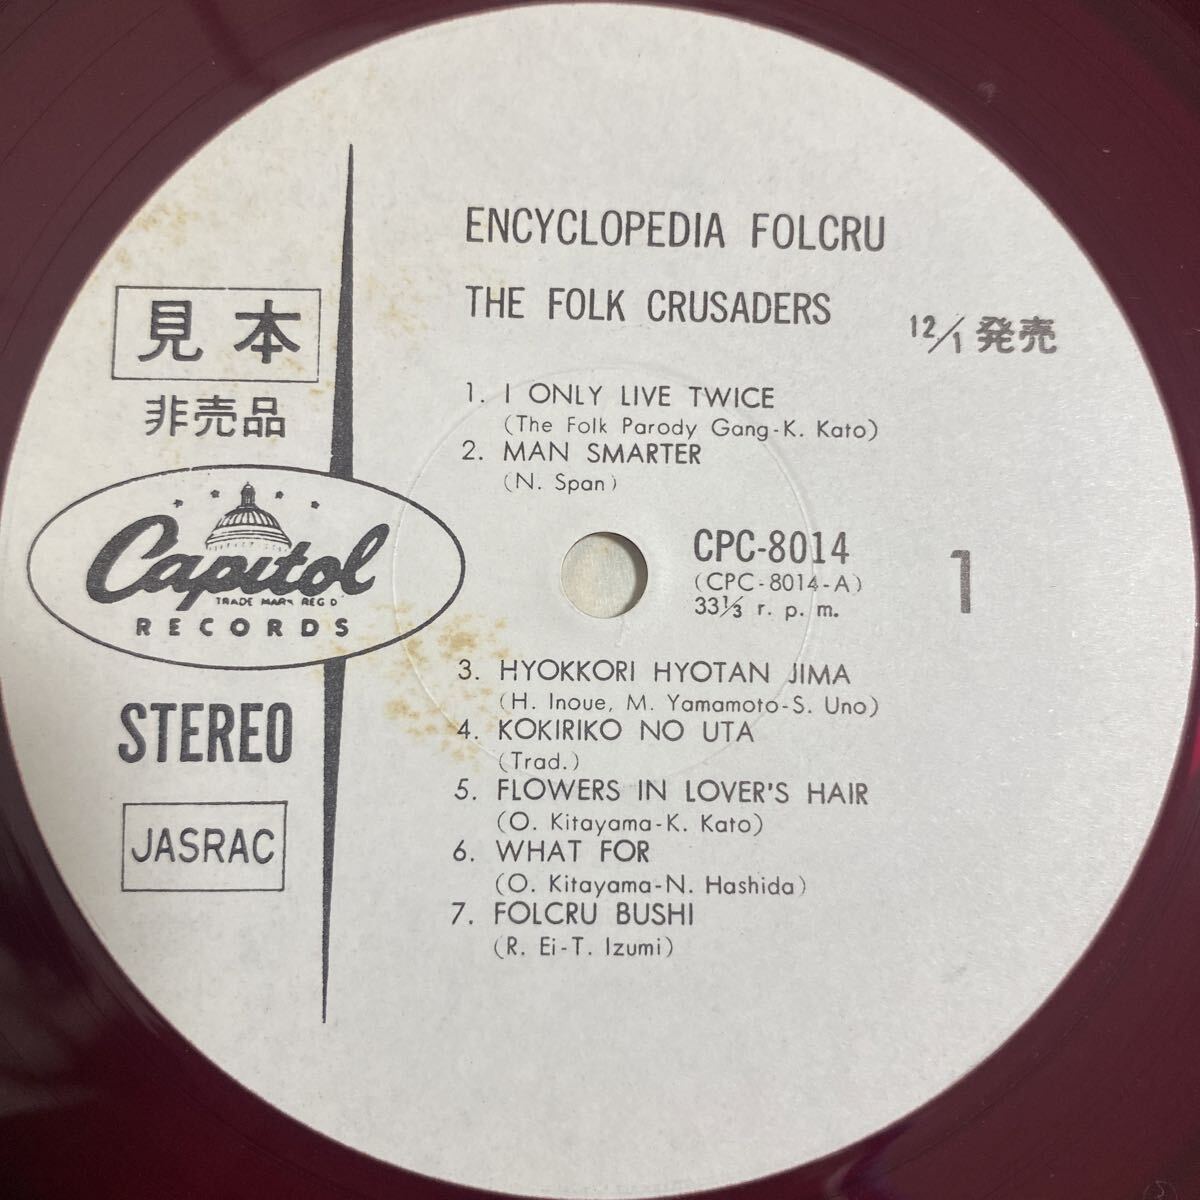 ENCYCLOPEDIA FOLCRU
THE FOLK CRUSADERS
12/1 発売
見本
非売品
1. I ONLY LIVE TWICE
(The Folk Parody Gang-K. Kato)
2. MAN SMARTER
(N. Span)
Capitol
TRADE MARK REG'D
RECORDS
CPC-8014
(CPC-8014-A)
33⅓ r. p. m.
1
STEREO
JASRAC
3. HYOKKORI HYOTAN JIMA
(H. Inoue, M. Yamamoto-S. Uno)
4. KOKIRIKO NO UTA
(Trad.)
5. FLOWERS IN LOVER'S HAIR
(O. Kitayama-K. Kato)
6. WHAT FOR
(O. Kitayama-N. Hashida)
7. FOLCRU BUSHI
(R. Ei-T. Izumi)